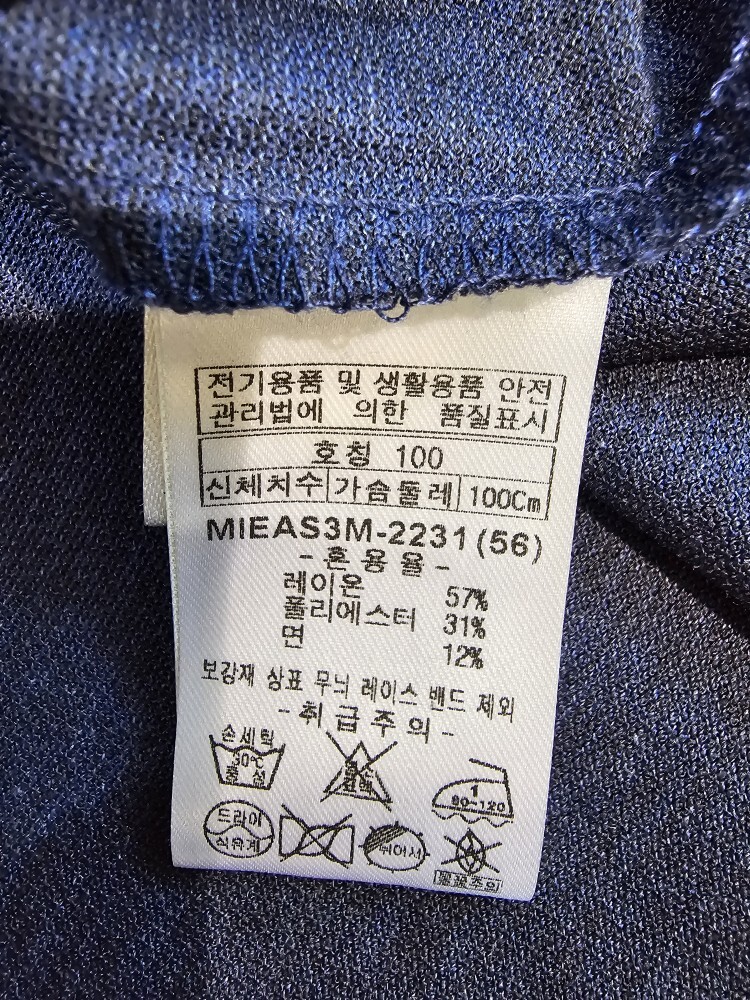 전기용품 및 생활용품 안전
관리법에 의한 품질표시
호칭 100
신체치수 가슴둘레 100Cm
MIEAS3M-2231(56)
-혼용율-
레이온 57%
폴리에스터 31%
면 12%
보강재 상표 무늬 레이스 밴드 제외
-취급주의-
손세탁
30℃
중성
1
80-120
드라이
석유계
뉘어서